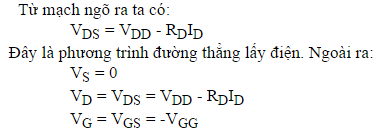 Từ mạch ngõ ra ta có:
V_DS = V_DD - R_DI_D
Đây là phương trình đường thẳng lấy điện. Ngoài ra:
V_S = 0
V_D = V_DS = V_DD - R_DI_D
V_G = V_GS = -V_GG